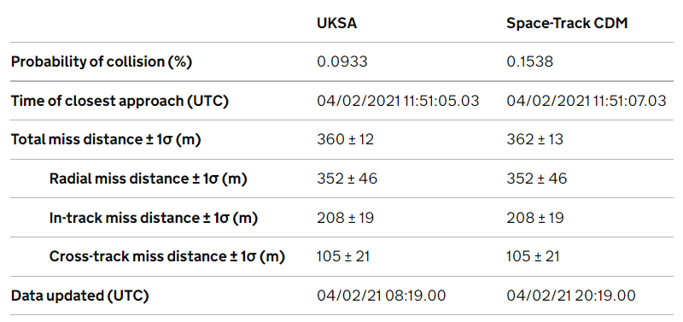 UKSA Space-Track CDM
Probability of collision (%) 0.0933 0.1538
Time of closest approach (UTC) 04/02/2021 11:51:05.03 04/02/2021 11:51:07.03
Total miss distance ± 1σ (m) 360 ± 12 362 ± 13
Radial miss distance ± 1σ (m) 352 ± 46 352 ± 46
In-track miss distance ± 1σ (m) 208 ± 19 208 ± 19
Cross-track miss distance ± 1σ (m) 105 ± 21 105 ± 21
Data updated (UTC) 04/02/21 08:19.00 04/02/21 20:19.00